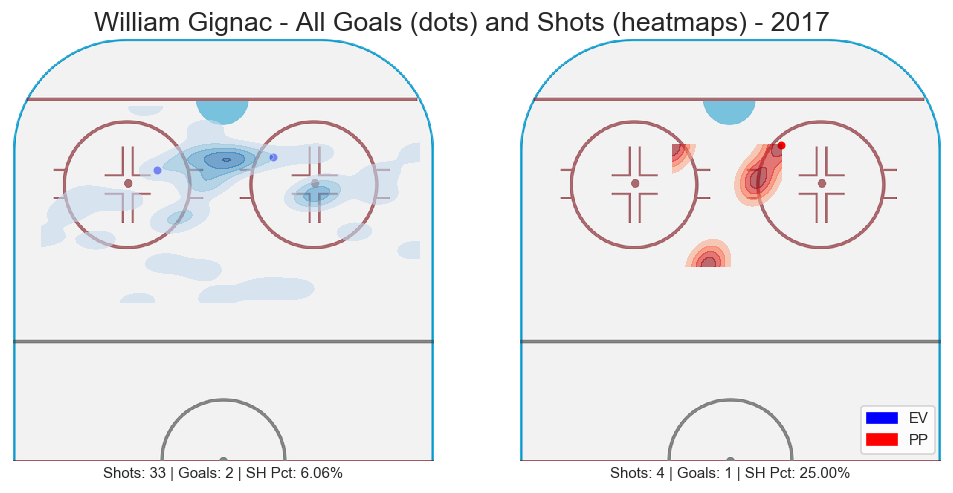 William Gignac - All Goals (dots) and Shots (heatmaps) - 2017
EV
PP
Shots: 33 | Goals: 2 | SH Pct: 6.06%
Shots: 4 | Goals: 1 | SH Pct: 25.00%